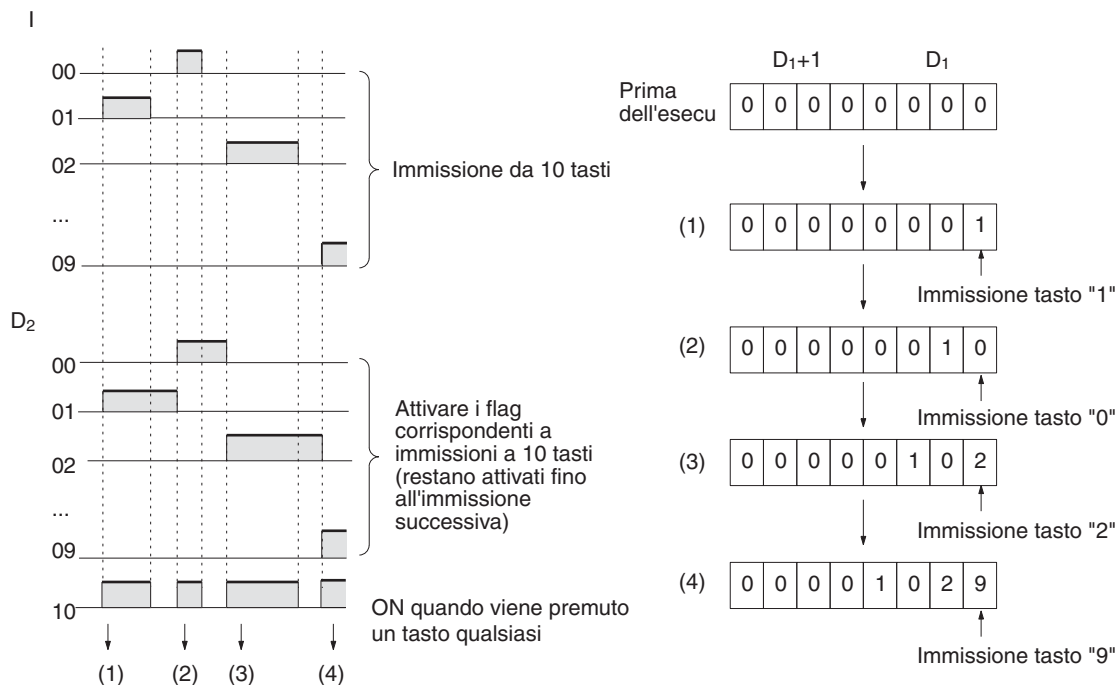 I
00
01
02
...
09
Immissione da 10 tasti
D2
00
01
02
...
09
10
Attivare i flag
corrispondenti a
immissioni a 10 tasti
(restano attivati fino
all'immissione
successiva)
ON quando viene premuto
un tasto qualsiasi
(1) (2) (3) (4)
D1+1 D1
Prima
dell'esecu
0 0 0 0 0 0 0 0
(1) 0 0 0 0 0 0 0 1
Immissione tasto "1"
(2) 0 0 0 0 0 0 1 0
Immissione tasto "0"
(3) 0 0 0 0 0 1 0 2
Immissione tasto "2"
(4) 0 0 0 0 1 0 2 9
Immissione tasto "9"